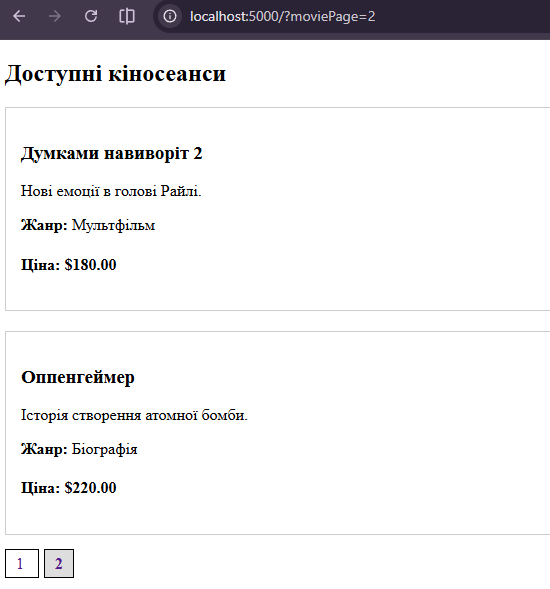 localhost:5000/?moviePage=2
Доступні кіносеанси
Думками навиворіт 2
Нові емоції в голові Райлі.
Жанр: Мультфільм
Ціна: $180.00
Оппенгеймер
Історія створення атомної бомби.
Жанр: Біографія
Ціна: $220.00
1 2